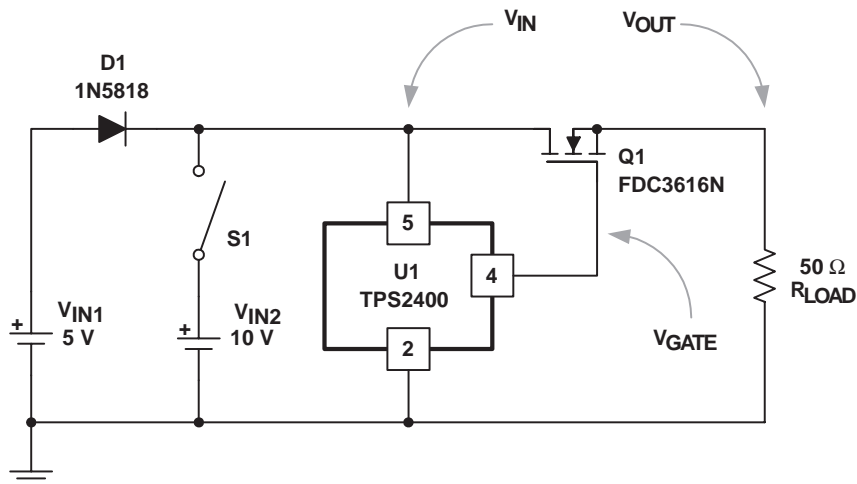 VIN
VOUT
D1
1N5818
Q1
FDC3616N
5
S1
U1
TPS2400
4
50 Ω
RLOAD
VIN1
5 V
+
VIN2
10 V
+
2
VGATE